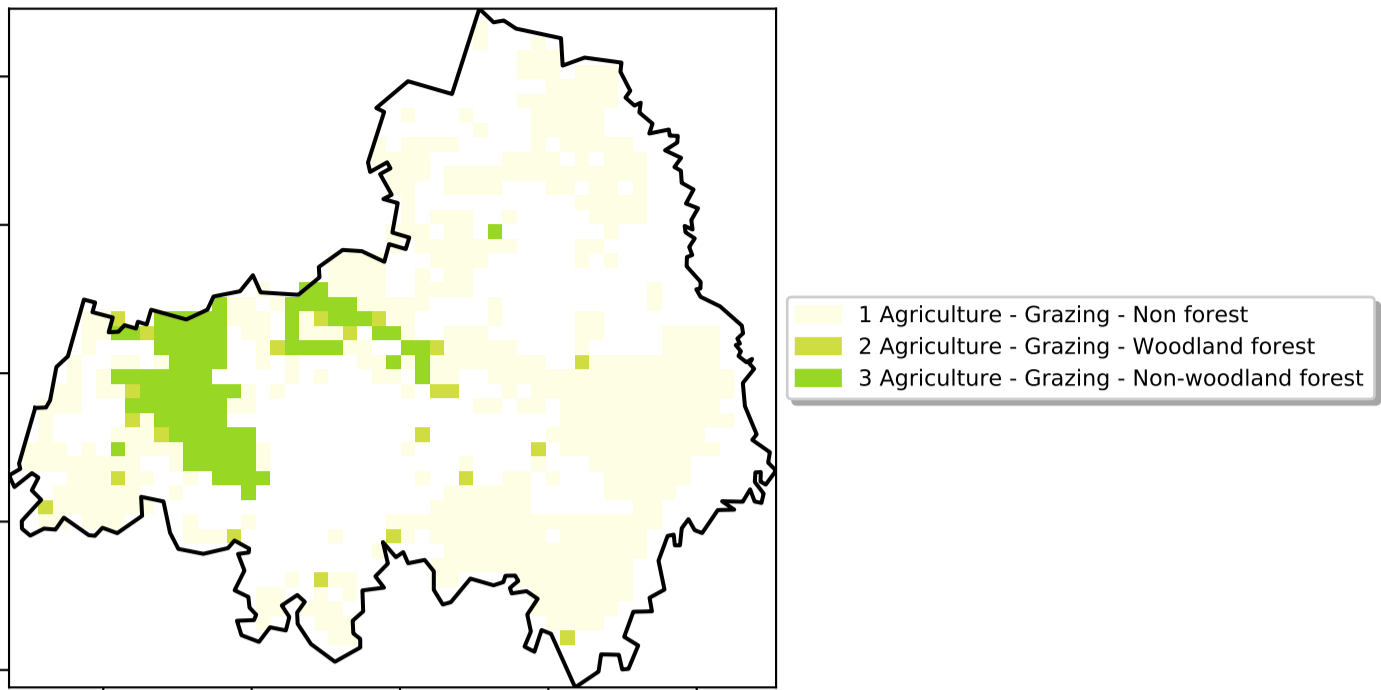 1 Agriculture - Grazing - Non forest
2 Agriculture - Grazing - Woodland forest
3 Agriculture - Grazing - Non-woodland forest